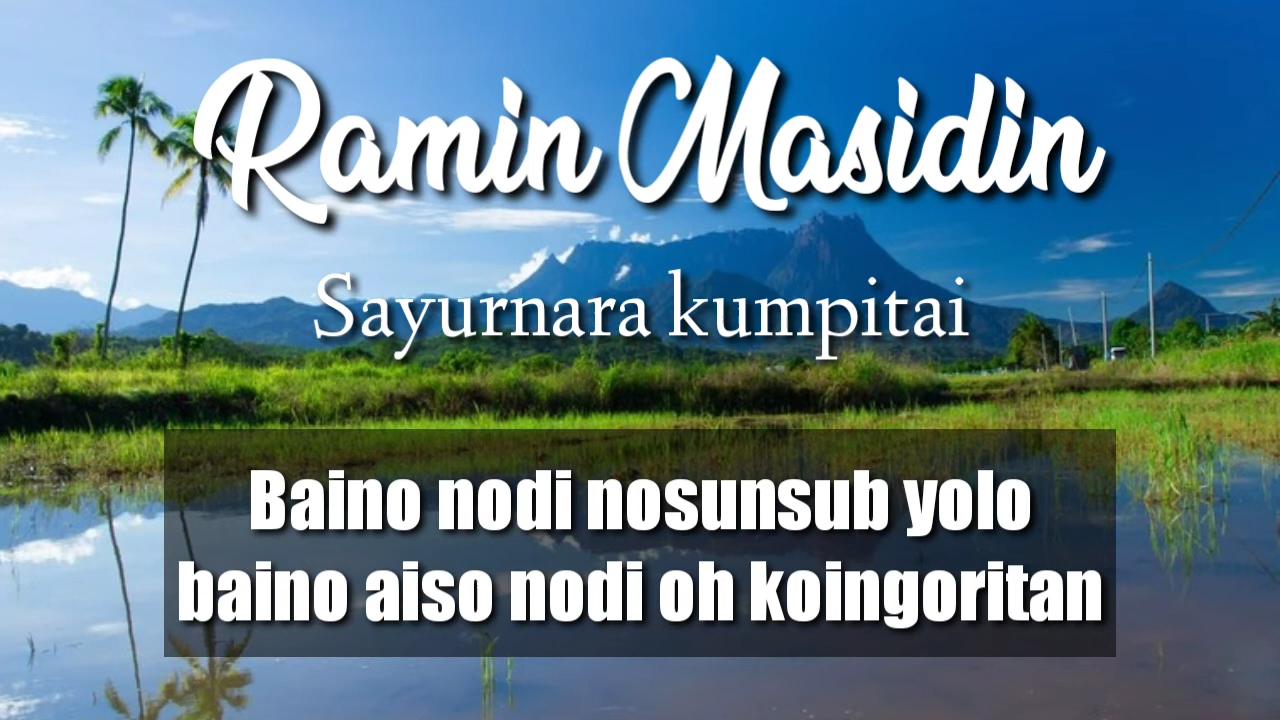 Ramin Masidin
Sayurnara kumpitai
Baino nodi nosunsub yolo
baino aiso nodi oh koingoritan